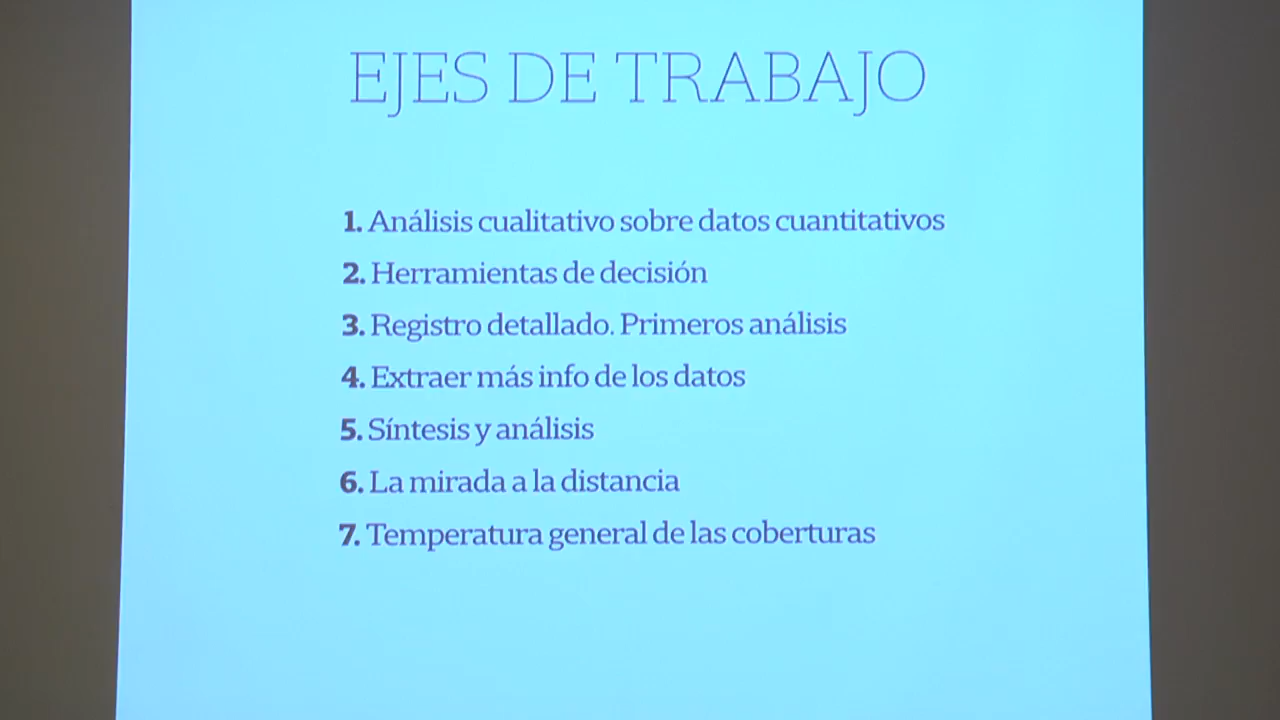 EJES DE TRABAJO
1. Análisis cualitativo sobre datos cuantitativos
2. Herramientas de decisión
3. Registro detallado. Primeros análisis
4. Extraer más info de los datos
5. Síntesis y análisis
6. La mirada a la distancia
7. Temperatura general de las coberturas